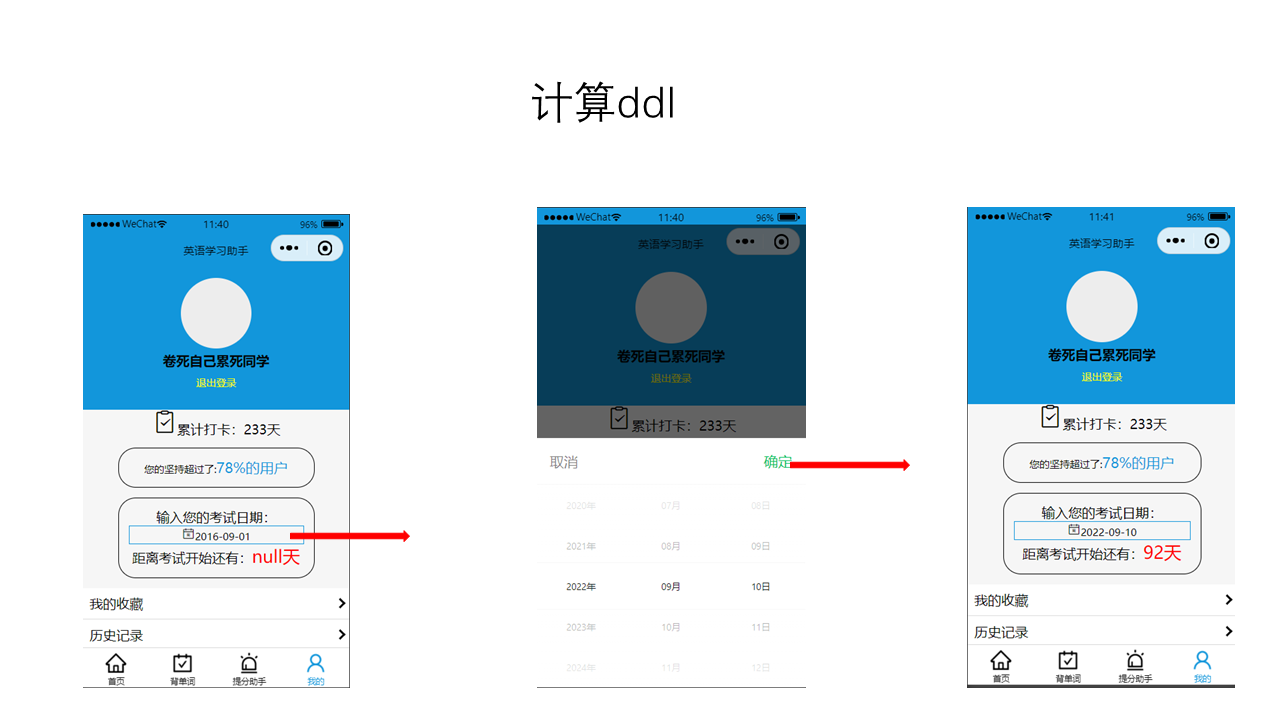 计算ddl
WeChat 11:40 96%
英语学习助手
卷死自己累死同学
退出登录
累计打卡：233天
您的坚持超过了:78%的用户
输入您的考试日期：
2016-09-01
距离考试开始还有：null天
我的收藏
历史记录
首页 背单词 提分助手 我的
WeChat 11:40 96%
英语学习助手
卷死自己累死同学
退出登录
累计打卡：233天
取消 确定
2020年 07月 08日
2021年 08月 09日
2022年 09月 10日
2023年 10月 11日
2024年 11月 12日
WeChat 11:41 96%
英语学习助手
卷死自己累死同学
退出登录
累计打卡：233天
您的坚持超过了:78%的用户
输入您的考试日期：
2022-09-10
距离考试开始还有：92天
我的收藏
历史记录
首页 背单词 提分助手 我的